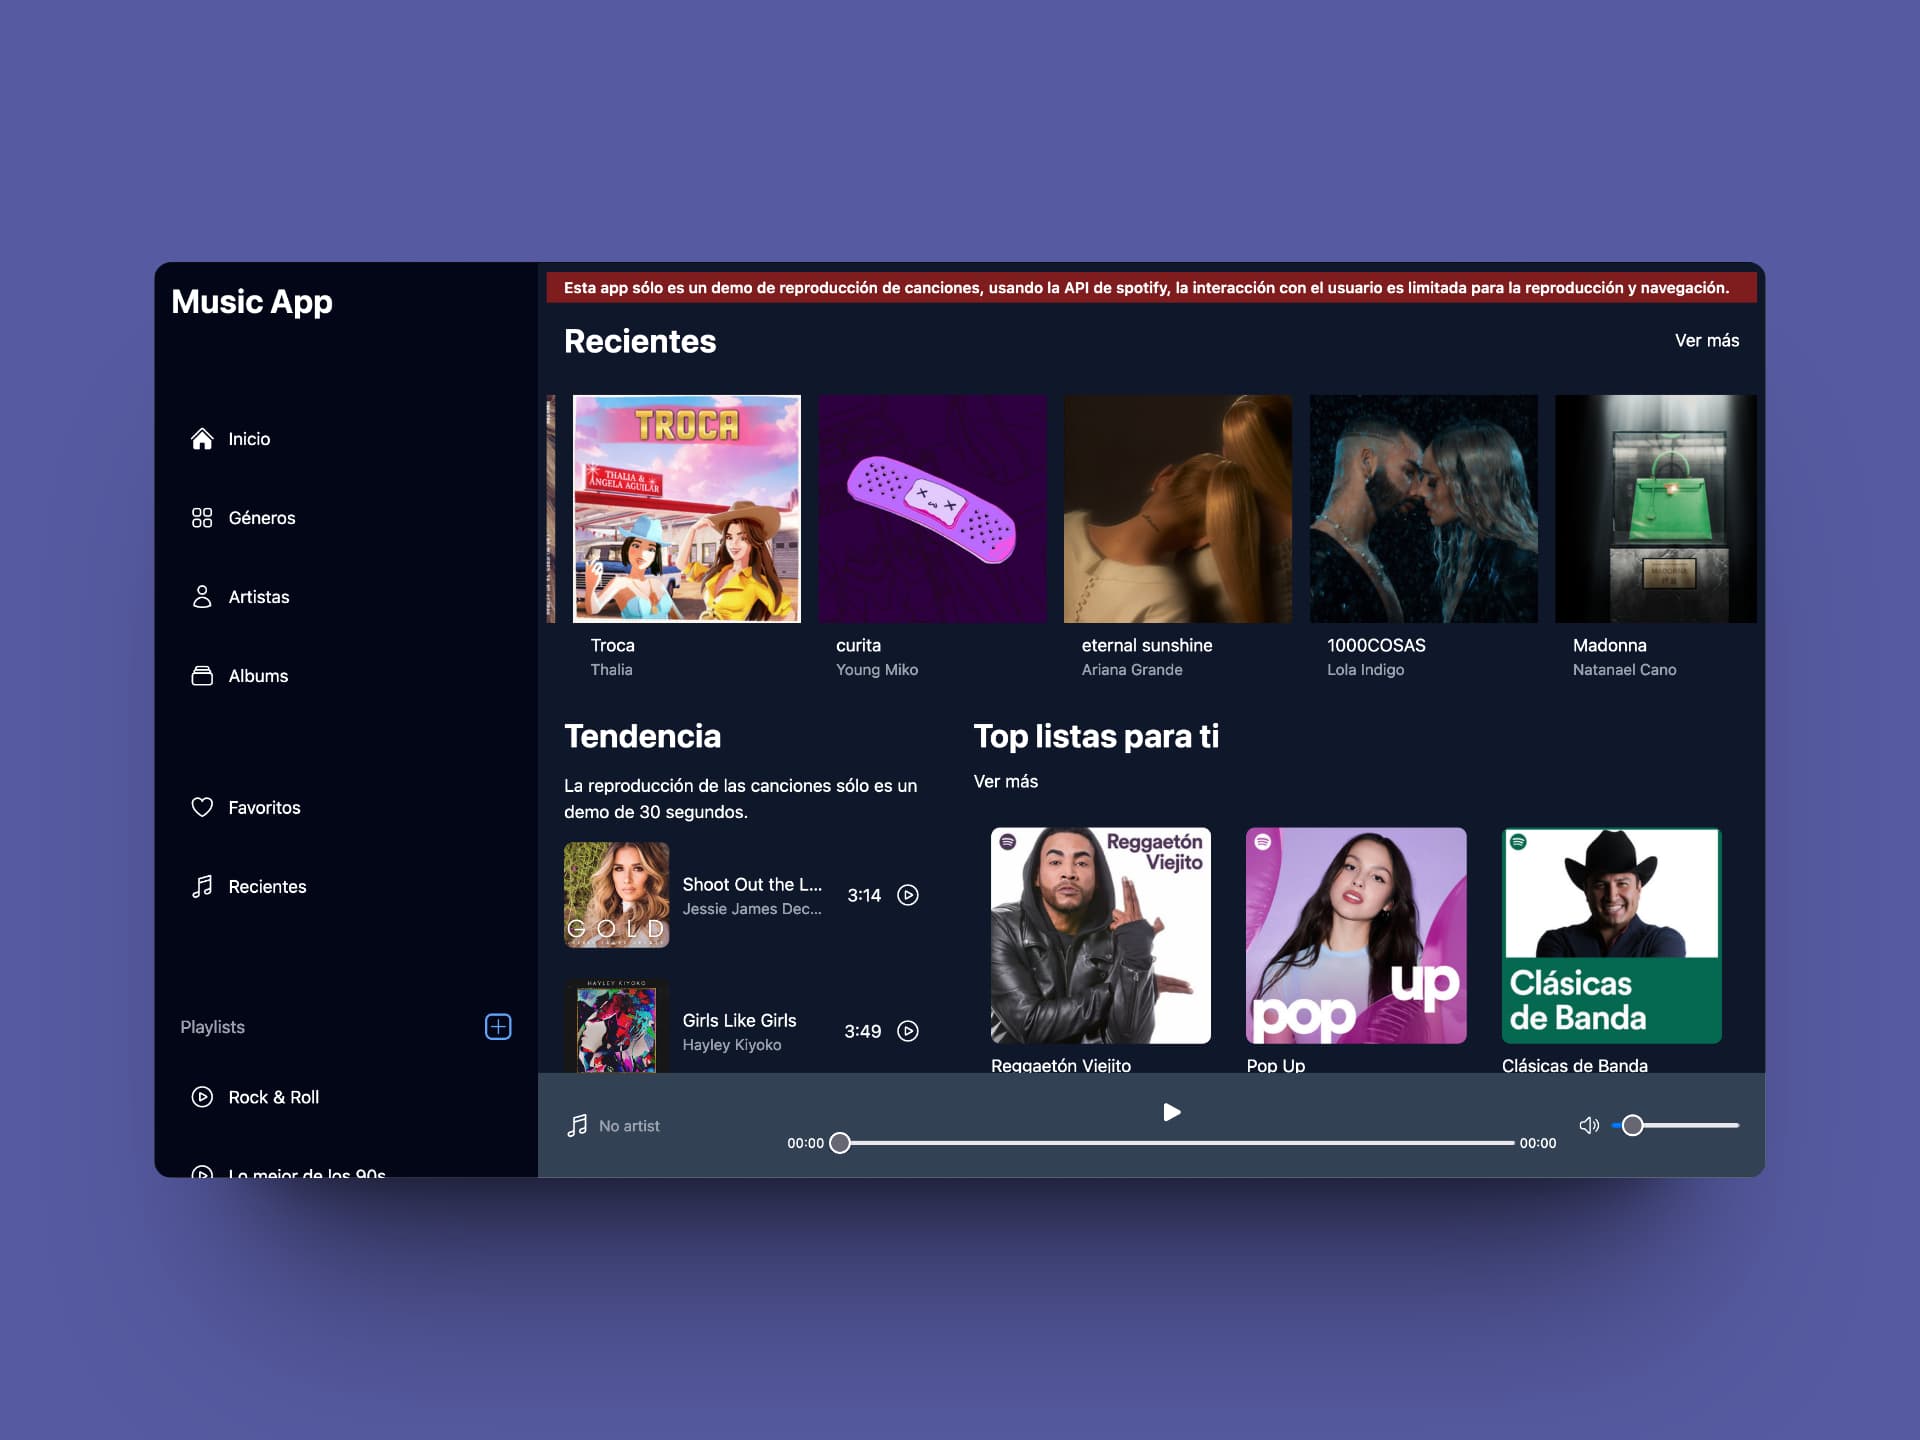 Music App
Inicio
Géneros
Artistas
Albums
Favoritos
Recientes
Playlists
Rock & Roll
Lo mejor de los 90s
Esta app sólo es un demo de reproducción de canciones, usando la API de spotify, la interacción con el usuario es limitada para la reproducción y navegación.
Recientes
Ver más
TROCA
THALIA &
ANGELA AGUILAR
MADONNA
Troca
Thalia
curita
Young Miko
eternal sunshine
Ariana Grande
1000COSAS
Lola Indigo
Madonna
Natanael Cano
Tendencia
La reproducción de las canciones sólo es un
demo de 30 segundos.
GOLD
Shoot Out the L...
Jessie James Dec...
3:14
HAYLEY KIYOKO
Girls Like Girls
Hayley Kiyoko
3:49
Top listas para ti
Ver más
Reggaetón
Viejito
Reggaetón Viejito
pop up
Pop Up
Clásicas
de Banda
Clásicas de Banda
No artist
00:00
00:00